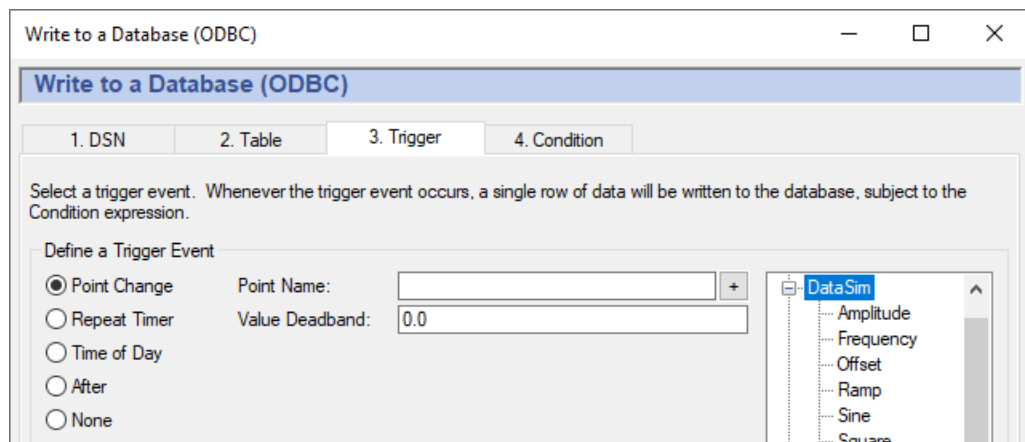 Write to a Database (ODBC)
Write to a Database (ODBC)
1. DSN 2. Table 3. Trigger 4. Condition
Select a trigger event. Whenever the trigger event occurs, a single row of data will be written to the database, subject to the
Condition expression.
Define a Trigger Event
Point Change Point Name: + DataSim
Amplitude
Repeat Timer Value Deadband: 0.0
Frequency
Time of Day
Offset
After
Ramp
None
Sine
Square